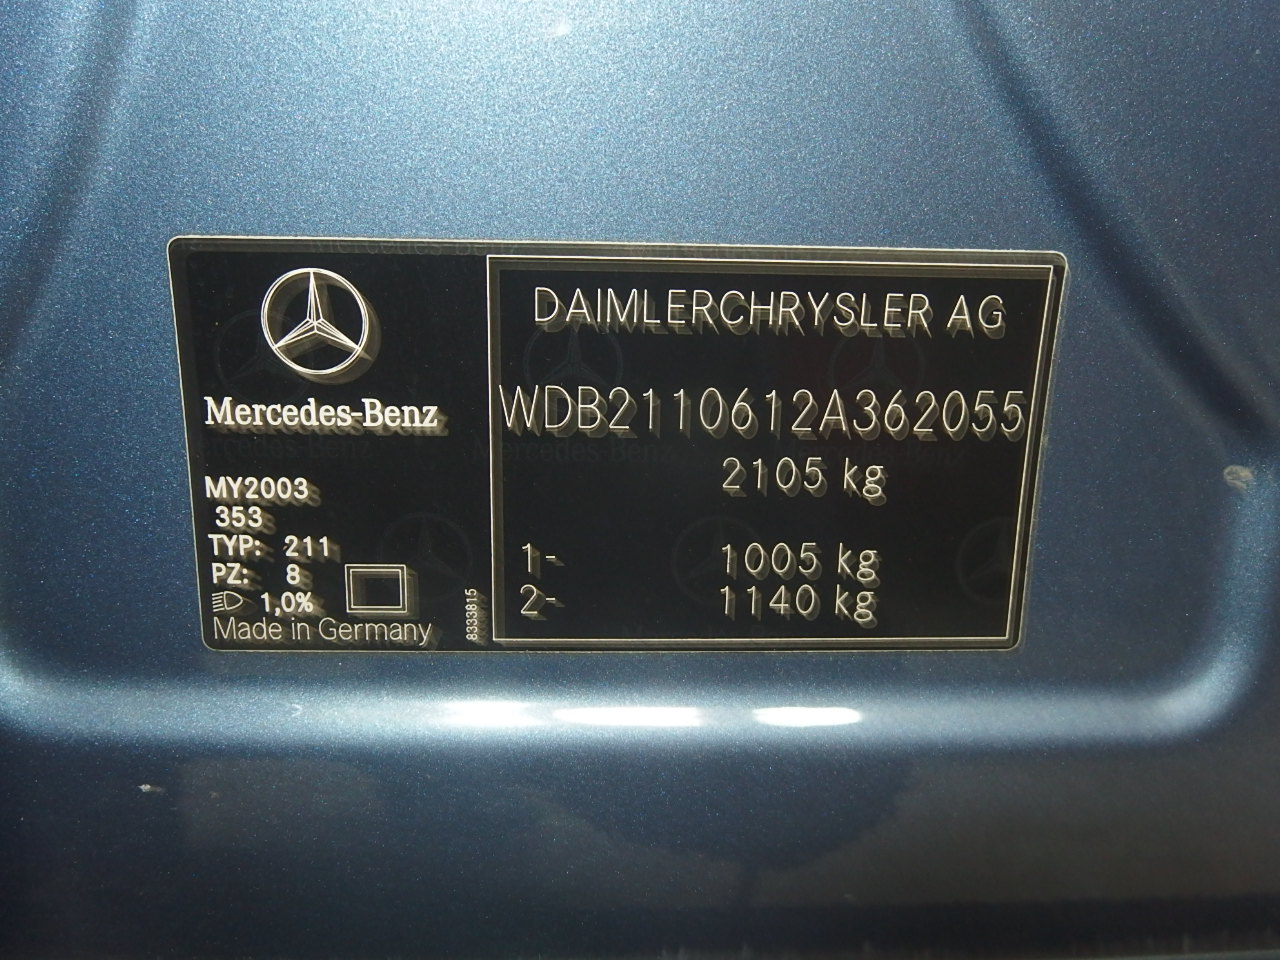 Mercedes-Benz
MY2003
353
TYP: 211
PZ: 8
1,0%
Made in Germany
8333815
DAIMLERCHRYSLER AG
WDB2110612A362055
2105 kg
1- 1005 kg
2- 1140 kg